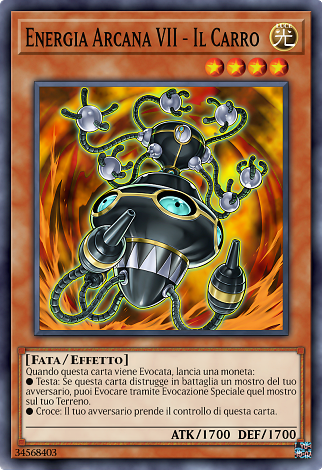 Energia Arcana VII - Il Carro
光
[Fata/Effetto]
Quando questa carta viene Evocata, lancia una moneta:
● Testa: Se questa carta distrugge in battaglia un mostro del tuo
avversario, puoi Evocare tramite Evocazione Speciale quel mostro
sul tuo Terreno.
● Croce: Il tuo avversario prende il controllo di questa carta.
ATK/1700 DEF/1700
34568403